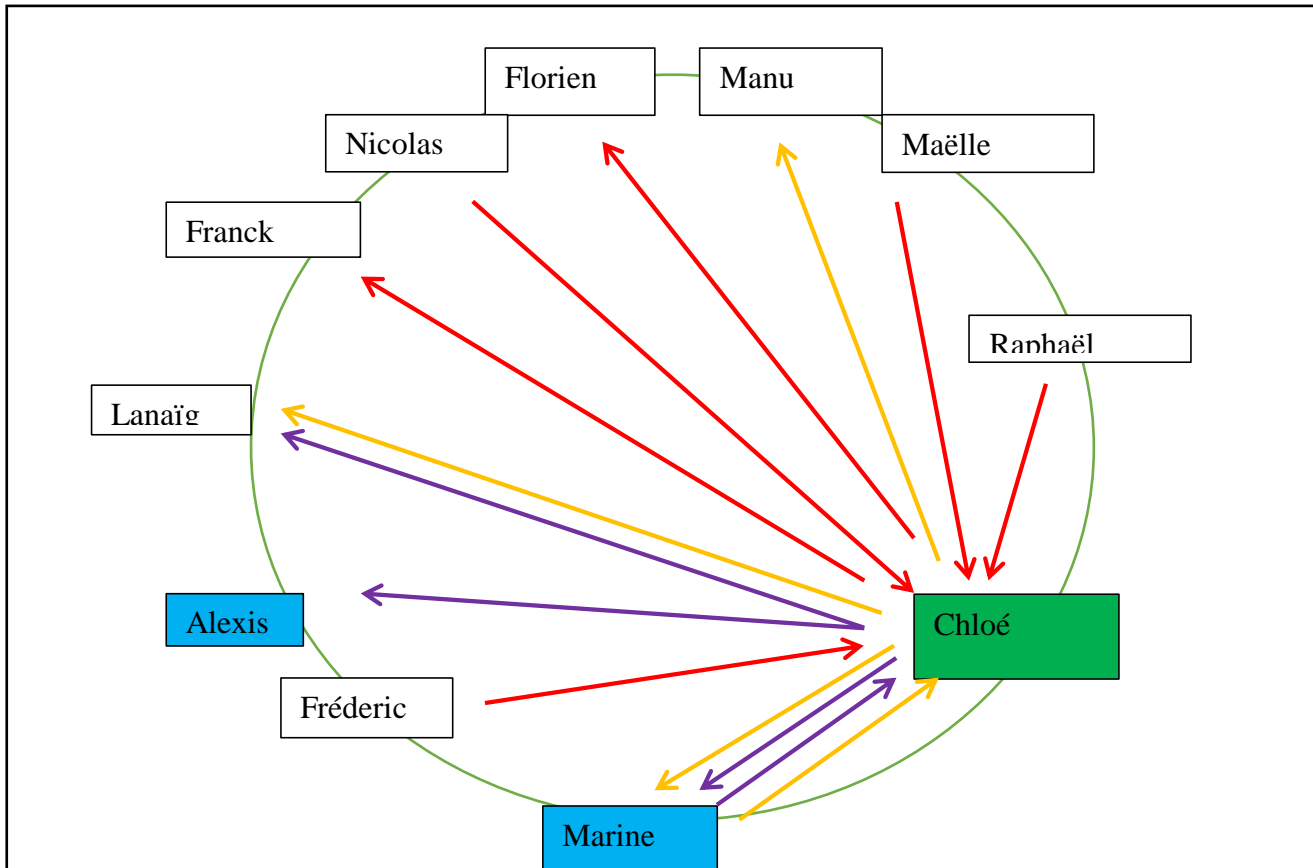 Florien
Manu
Nicolas
Maëlle
Franck
Raphaël
Lanaïg
Alexis
Chloé
Fréderic
Marine